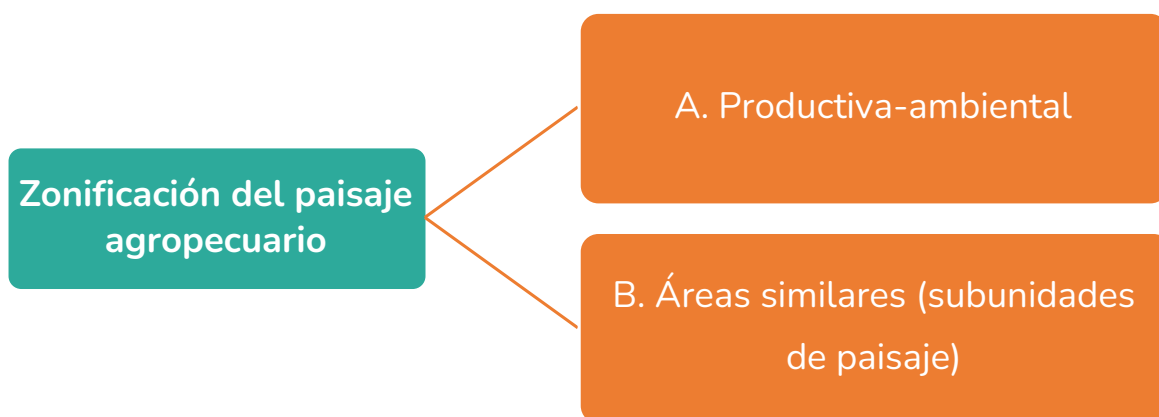 Zonificación del paisaje
agropecuario
A. Productiva-ambiental
B. Áreas similares (subunidades
de paisaje)